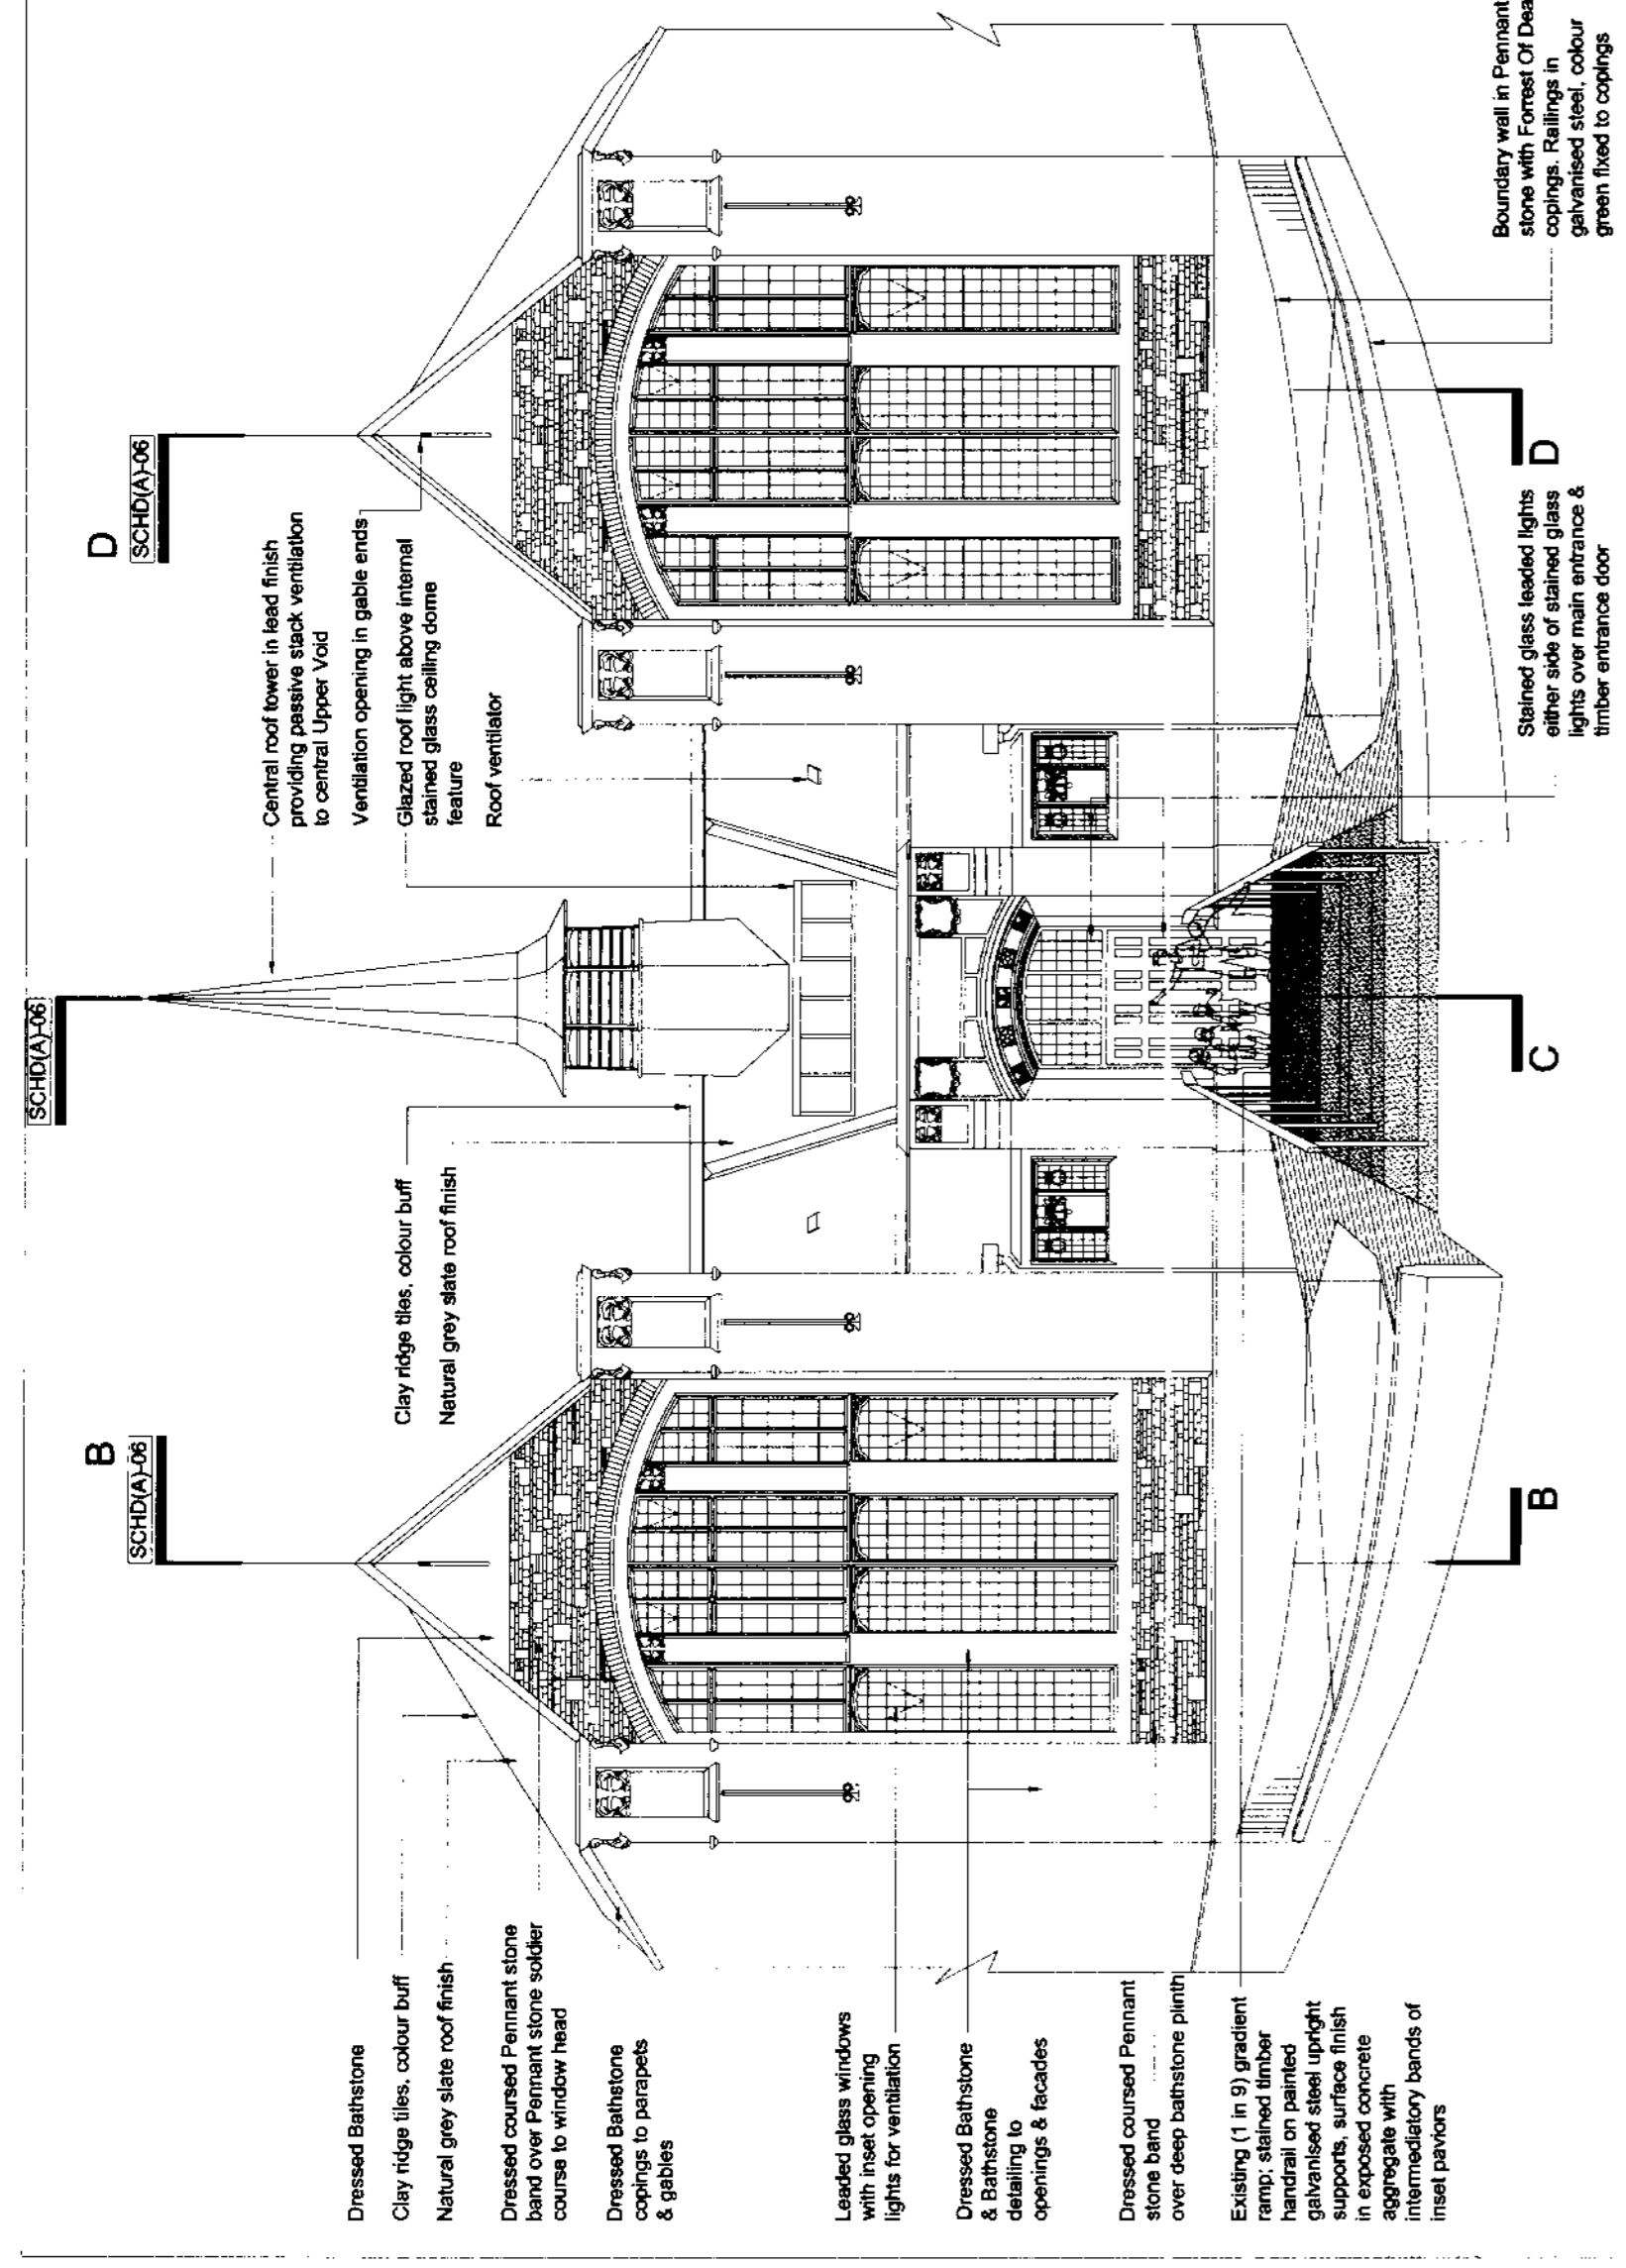 SCHD(A)-06
B
SCHD(A)-06
D
SCHD(A)-06
Dressed Bathstone
Clay ridge tiles, colour buff
Natural grey slate roof finish
Dressed coursed Pennant stone
band over Pennant stone soldier
course to window head
Dressed Bathstone
copings to parapets
& gables
Leaded glass windows
with inset opening
lights for ventilation
Dressed Bathstone
& Bathstone
detailing to
openings & facades
Dressed coursed Pennant
stone band
over deep bathstone plinth
Existing (1 in 9) gradient
ramp; stained timber
handrail on painted
galvanised steel upright
supports, surface finish
in exposed concrete
aggregate with
intermediatory bands of
inset paviors
Clay ridge tiles, colour buff
Natural grey slate roof finish
Central roof tower in lead finish
providing passive stack ventilation
to central Upper Void
Ventilation opening in gable ends
Glazed roof light above internal
stained glass ceiling dome
feature
Roof ventilator
B
C
D
Stained glass leaded lights
either side of stained glass
lights over main entrance &
timber entrance door
Boundary wall in Pennant
stone with Forrest Of Dea
copings. Railings in
galvanised steel, colour
green fixed to copings